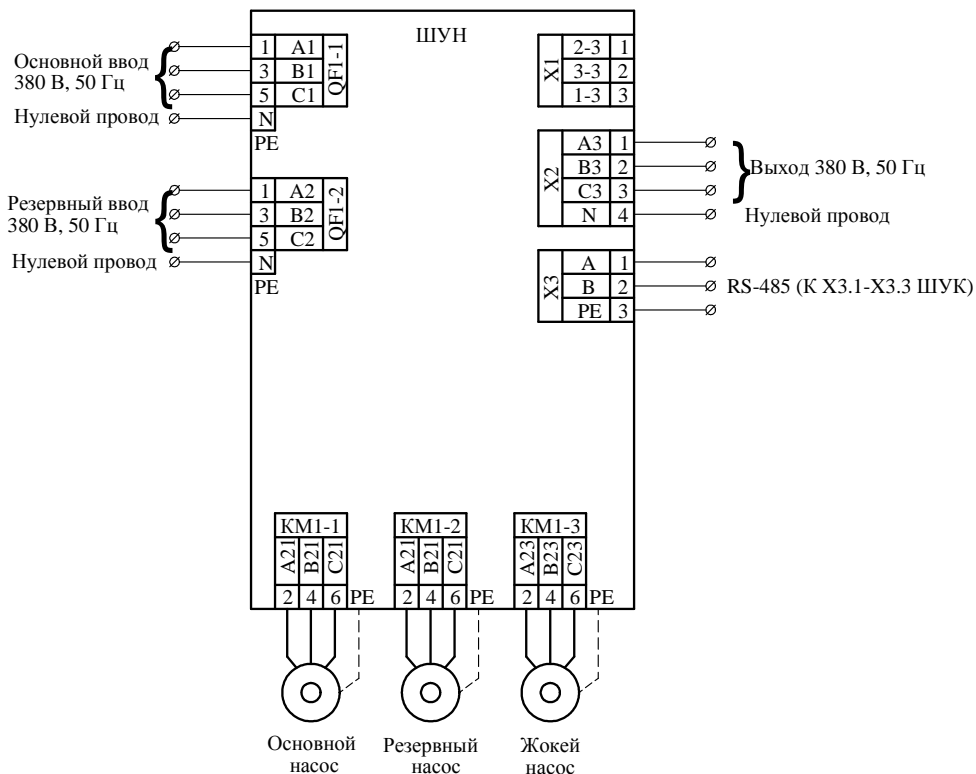 ШУН
Основной ввод
380 В, 50 Гц
Нулевой провод
1 A1
3 B1
5 C1
N
PE
QF1-1
Резервный ввод
380 В, 50 Гц
Нулевой провод
1 A2
3 B2
5 C2
N
PE
QF1-2
X1
2-3 1
3-3 2
1-3 3
X2
A3 1
B3 2
C3 3
N 4
Выход 380 В, 50 Гц
Нулевой провод
X3
A 1
B 2
PE 3
RS-485 (К X3.1-X3.3 ШУК)
КМ1-1
A21 B21 C21
2 4 6 PE
Основной
насос
КМ1-2
A21 B21 C21
2 4 6 PE
Резервный
насос
КМ1-3
A23 B23 C23
2 4 6 PE
Жокей
насос